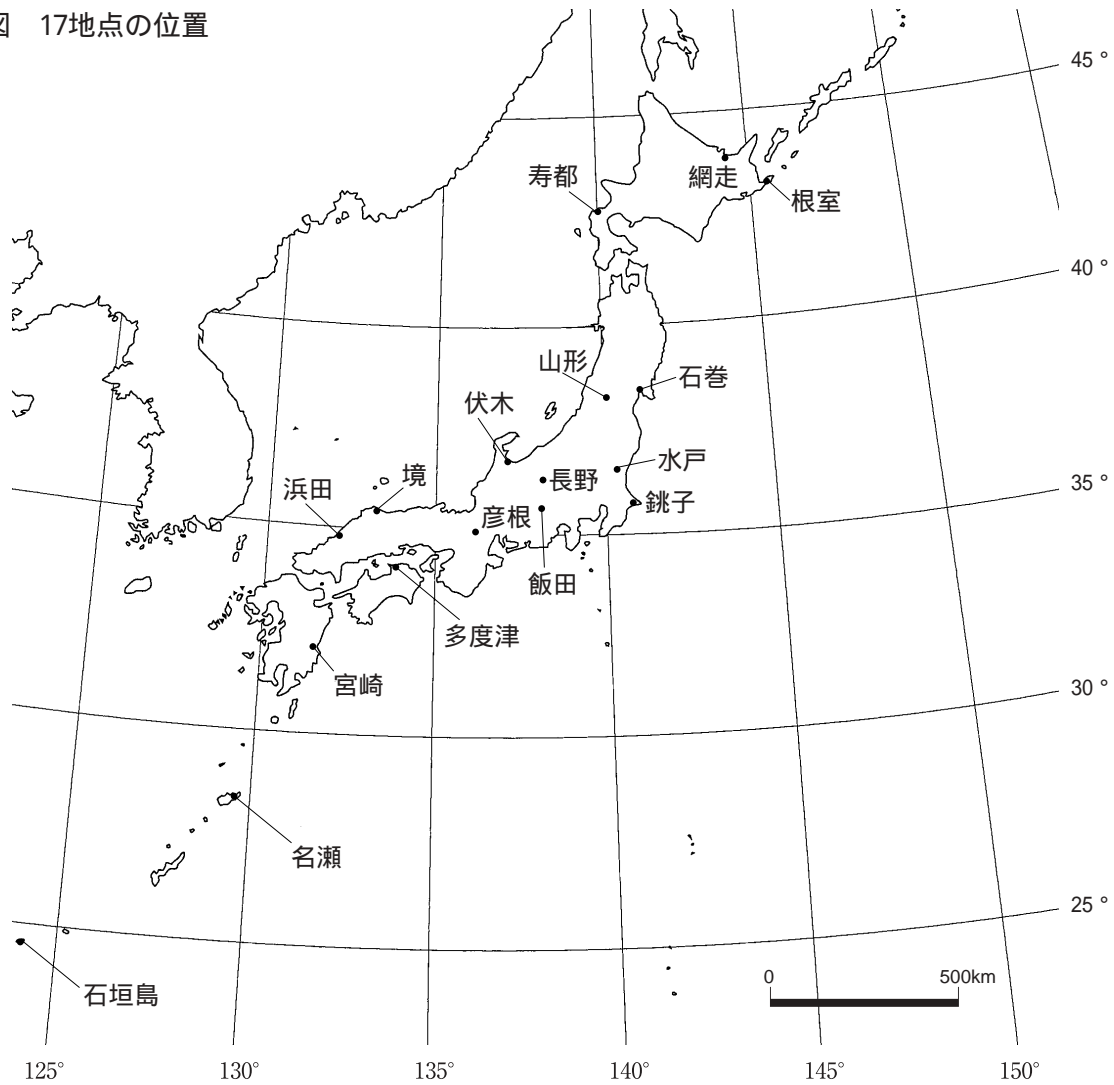 図 17地点の位置
45°
寿都
網走
根室
40°
山形
石巻
伏木
水戸
境
長野
浜田
35°
彦根
銚子
飯田
多度津
宮崎
30°
名瀬
25°
0 500km
石垣島
125° 130° 135° 140° 145° 150°